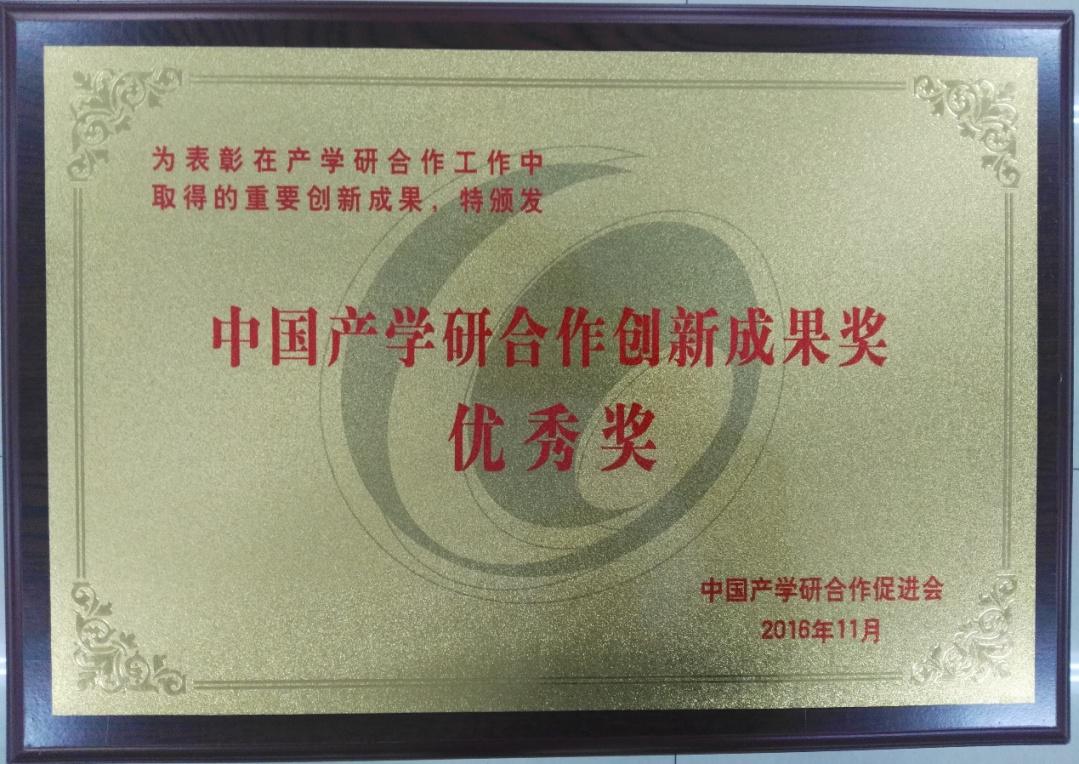 为表彰在产学研合作工作中
取得的重要创新成果，特颁发
中国产学研合作创新成果奖
优秀奖
中国产学研合作促进会
2016年11月